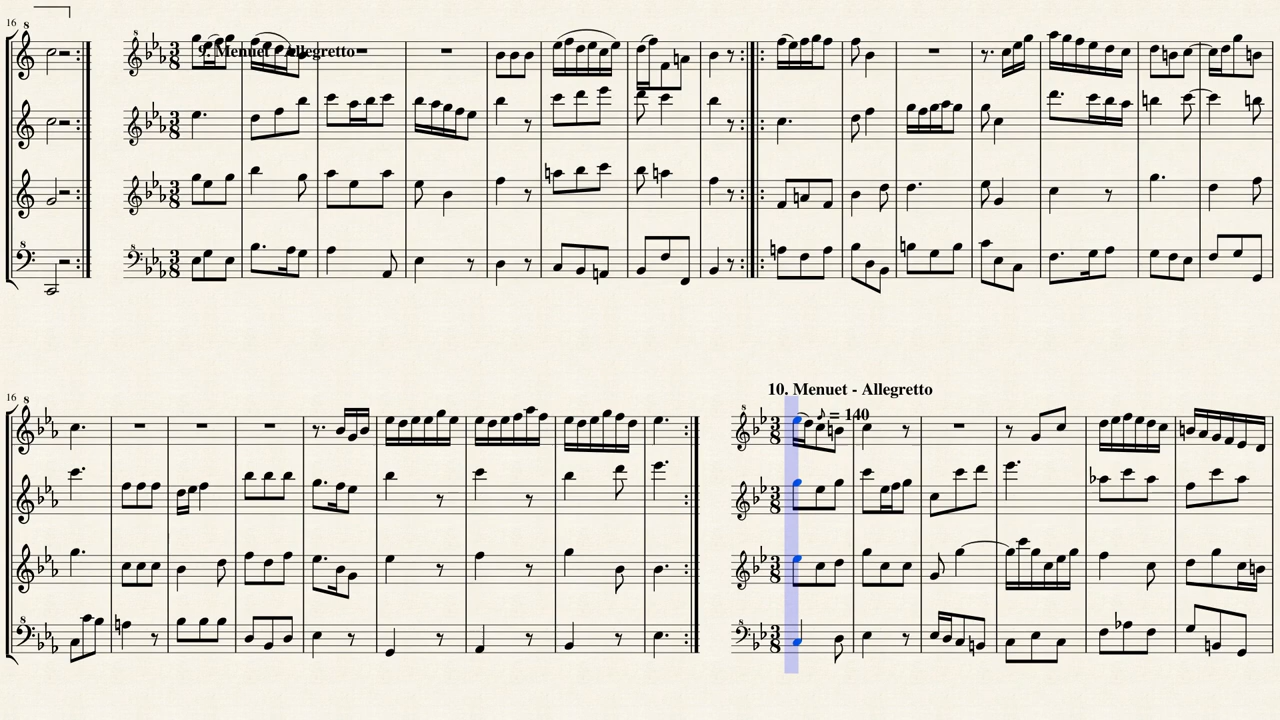 16
9. Menuet - Allegretto
16
10. Menuet - Allegretto
♪ = 140